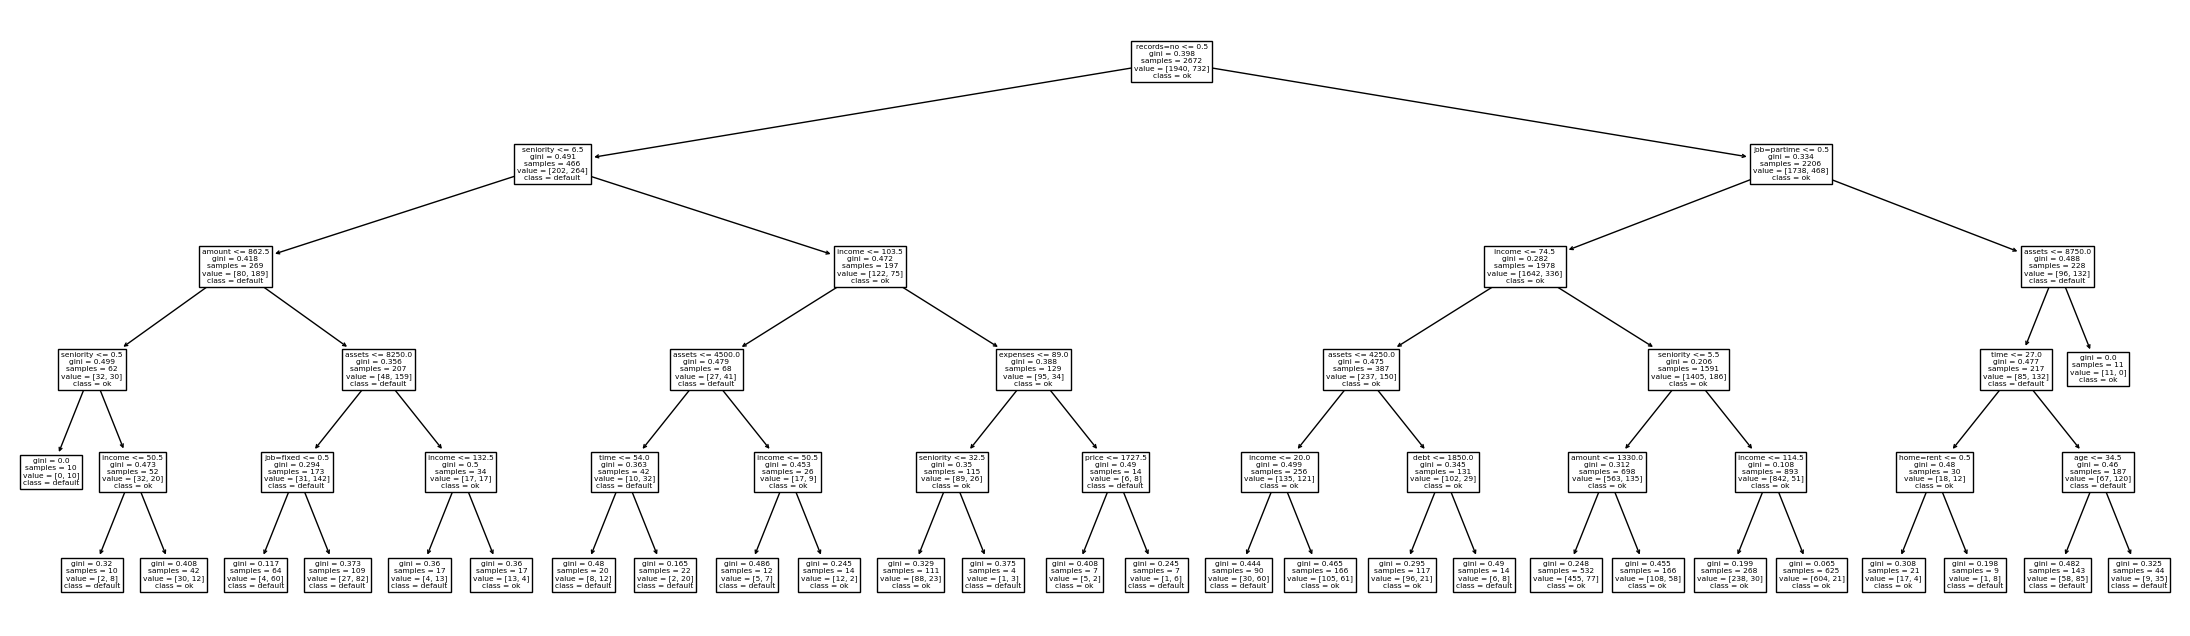 records=no <= 0.5
gini = 0.398
samples = 2672
value = [1940, 732]
class = ok
seniority <= 6.5
gini = 0.491
samples = 466
value = [202, 264]
class = default
job=partime <= 0.5
gini = 0.334
samples = 2206
value = [1738, 468]
class = ok
amount <= 862.5
gini = 0.418
samples = 269
value = [80, 189]
class = default
income <= 103.5
gini = 0.472
samples = 197
value = [122, 75]
class = ok
income <= 74.5
gini = 0.282
samples = 1978
value = [1642, 336]
class = ok
assets <= 8750.0
gini = 0.488
samples = 228
value = [96, 132]
class = default
seniority <= 0.5
gini = 0.499
samples = 62
value = [32, 30]
class = ok
assets <= 8250.0
gini = 0.356
samples = 207
value = [48, 159]
class = default
assets <= 4500.0
gini = 0.479
samples = 68
value = [27, 41]
class = default
expenses <= 89.0
gini = 0.388
samples = 129
value = [95, 34]
class = ok
assets <= 4250.0
gini = 0.475
samples = 387
value = [237, 150]
class = ok
seniority <= 5.5
gini = 0.206
samples = 1591
value = [1405, 186]
class = ok
time <= 27.0
gini = 0.477
samples = 217
value = [85, 132]
class = default
gini = 0.0
samples = 11
value = [11, 0]
class = ok
gini = 0.0
samples = 10
value = [0, 10]
class = default
income <= 50.5
gini = 0.473
samples = 52
value = [32, 20]
class = ok
job=fixed <= 0.5
gini = 0.294
samples = 173
value = [31, 142]
class = default
income <= 132.5
gini = 0.5
samples = 34
value = [17, 17]
class = ok
time <= 54.0
gini = 0.363
samples = 42
value = [10, 32]
class = default
income <= 50.5
gini = 0.453
samples = 26
value = [17, 9]
class = ok
seniority <= 32.5
gini = 0.35
samples = 115
value = [89, 26]
class = ok
price <= 1727.5
gini = 0.49
samples = 14
value = [6, 8]
class = default
income <= 20.0
gini = 0.499
samples = 256
value = [135, 121]
class = ok
debt <= 1850.0
gini = 0.345
samples = 131
value = [102, 29]
class = ok
amount <= 1330.0
gini = 0.312
samples = 698
value = [563, 135]
class = ok
income <= 114.5
gini = 0.108
samples = 893
value = [842, 51]
class = ok
home=rent <= 0.5
gini = 0.48
samples = 30
value = [18, 12]
class = ok
age <= 34.5
gini = 0.46
samples = 187
value = [67, 120]
class = default
gini = 0.32
samples = 10
value = [2, 8]
class = default
gini = 0.408
samples = 42
value = [30, 12]
class = ok
gini = 0.117
samples = 64
value = [4, 60]
class = default
gini = 0.373
samples = 109
value = [27, 82]
class = default
gini = 0.36
samples = 17
value = [4, 13]
class = default
gini = 0.36
samples = 17
value = [13, 4]
class = ok
gini = 0.48
samples = 20
value = [8, 12]
class = default
gini = 0.165
samples = 22
value = [2, 20]
class = default
gini = 0.486
samples = 12
value = [5, 7]
class = default
gini = 0.245
samples = 14
value = [12, 2]
class = ok
gini = 0.329
samples = 111
value = [88, 23]
class = ok
gini = 0.375
samples = 4
value = [1, 3]
class = default
gini = 0.408
samples = 7
value = [5, 2]
class = ok
gini = 0.245
samples = 7
value = [1, 6]
class = default
gini = 0.444
samples = 90
value = [30, 60]
class = default
gini = 0.465
samples = 166
value = [105, 61]
class = ok
gini = 0.295
samples = 117
value = [96, 21]
class = ok
gini = 0.49
samples = 14
value = [6, 8]
class = default
gini = 0.248
samples = 532
value = [455, 77]
class = ok
gini = 0.455
samples = 166
value = [108, 58]
class = ok
gini = 0.199
samples = 268
value = [238, 30]
class = ok
gini = 0.065
samples = 625
value = [604, 21]
class = ok
gini = 0.308
samples = 21
value = [17, 4]
class = ok
gini = 0.198
samples = 9
value = [1, 8]
class = default
gini = 0.482
samples = 143
value = [58, 85]
class = default
gini = 0.325
samples = 44
value = [9, 35]
class = default